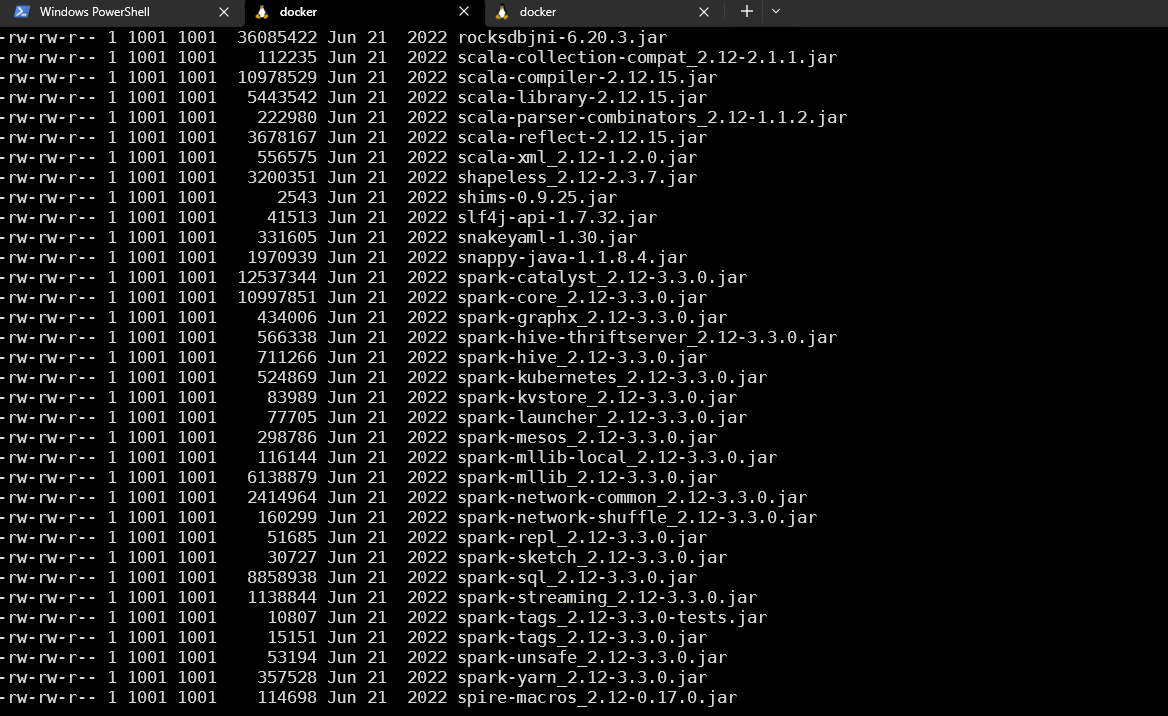 Windows PowerShell docker docker
-rw-rw-r-- 1 1001 1001  36085422 Jun 21  2022 rocksdbjni-6.20.3.jar
-rw-rw-r-- 1 1001 1001    112235 Jun 21  2022 scala-collection-compat_2.12-2.1.1.jar
-rw-rw-r-- 1 1001 1001  10978529 Jun 21  2022 scala-compiler-2.12.15.jar
-rw-rw-r-- 1 1001 1001   5443542 Jun 21  2022 scala-library-2.12.15.jar
-rw-rw-r-- 1 1001 1001    222980 Jun 21  2022 scala-parser-combinators_2.12-1.1.2.jar
-rw-rw-r-- 1 1001 1001   3678167 Jun 21  2022 scala-reflect-2.12.15.jar
-rw-rw-r-- 1 1001 1001    556575 Jun 21  2022 scala-xml_2.12-1.2.0.jar
-rw-rw-r-- 1 1001 1001   3200351 Jun 21  2022 shapeless_2.12-2.3.7.jar
-rw-rw-r-- 1 1001 1001      2543 Jun 21  2022 shims-0.9.25.jar
-rw-rw-r-- 1 1001 1001     41513 Jun 21  2022 slf4j-api-1.7.32.jar
-rw-rw-r-- 1 1001 1001    331605 Jun 21  2022 snakeyaml-1.30.jar
-rw-rw-r-- 1 1001 1001   1970939 Jun 21  2022 snappy-java-1.1.8.4.jar
-rw-rw-r-- 1 1001 1001  12537344 Jun 21  2022 spark-catalyst_2.12-3.3.0.jar
-rw-rw-r-- 1 1001 1001  10997851 Jun 21  2022 spark-core_2.12-3.3.0.jar
-rw-rw-r-- 1 1001 1001    434006 Jun 21  2022 spark-graphx_2.12-3.3.0.jar
-rw-rw-r-- 1 1001 1001    566338 Jun 21  2022 spark-hive-thriftserver_2.12-3.3.0.jar
-rw-rw-r-- 1 1001 1001    711266 Jun 21  2022 spark-hive_2.12-3.3.0.jar
-rw-rw-r-- 1 1001 1001    524869 Jun 21  2022 spark-kubernetes_2.12-3.3.0.jar
-rw-rw-r-- 1 1001 1001     83989 Jun 21  2022 spark-kvstore_2.12-3.3.0.jar
-rw-rw-r-- 1 1001 1001     77705 Jun 21  2022 spark-launcher_2.12-3.3.0.jar
-rw-rw-r-- 1 1001 1001    298786 Jun 21  2022 spark-mesos_2.12-3.3.0.jar
-rw-rw-r-- 1 1001 1001    116144 Jun 21  2022 spark-mllib-local_2.12-3.3.0.jar
-rw-rw-r-- 1 1001 1001   6138879 Jun 21  2022 spark-mllib_2.12-3.3.0.jar
-rw-rw-r-- 1 1001 1001   2414964 Jun 21  2022 spark-network-common_2.12-3.3.0.jar
-rw-rw-r-- 1 1001 1001    160299 Jun 21  2022 spark-network-shuffle_2.12-3.3.0.jar
-rw-rw-r-- 1 1001 1001     51685 Jun 21  2022 spark-repl_2.12-3.3.0.jar
-rw-rw-r-- 1 1001 1001     30727 Jun 21  2022 spark-sketch_2.12-3.3.0.jar
-rw-rw-r-- 1 1001 1001   8858938 Jun 21  2022 spark-sql_2.12-3.3.0.jar
-rw-rw-r-- 1 1001 1001   1138844 Jun 21  2022 spark-streaming_2.12-3.3.0.jar
-rw-rw-r-- 1 1001 1001     10807 Jun 21  2022 spark-tags_2.12-3.3.0-tests.jar
-rw-rw-r-- 1 1001 1001     15151 Jun 21  2022 spark-tags_2.12-3.3.0.jar
-rw-rw-r-- 1 1001 1001     53194 Jun 21  2022 spark-unsafe_2.12-3.3.0.jar
-rw-rw-r-- 1 1001 1001    357528 Jun 21  2022 spark-yarn_2.12-3.3.0.jar
-rw-rw-r-- 1 1001 1001    114698 Jun 21  2022 spire-macros_2.12-0.17.0.jar